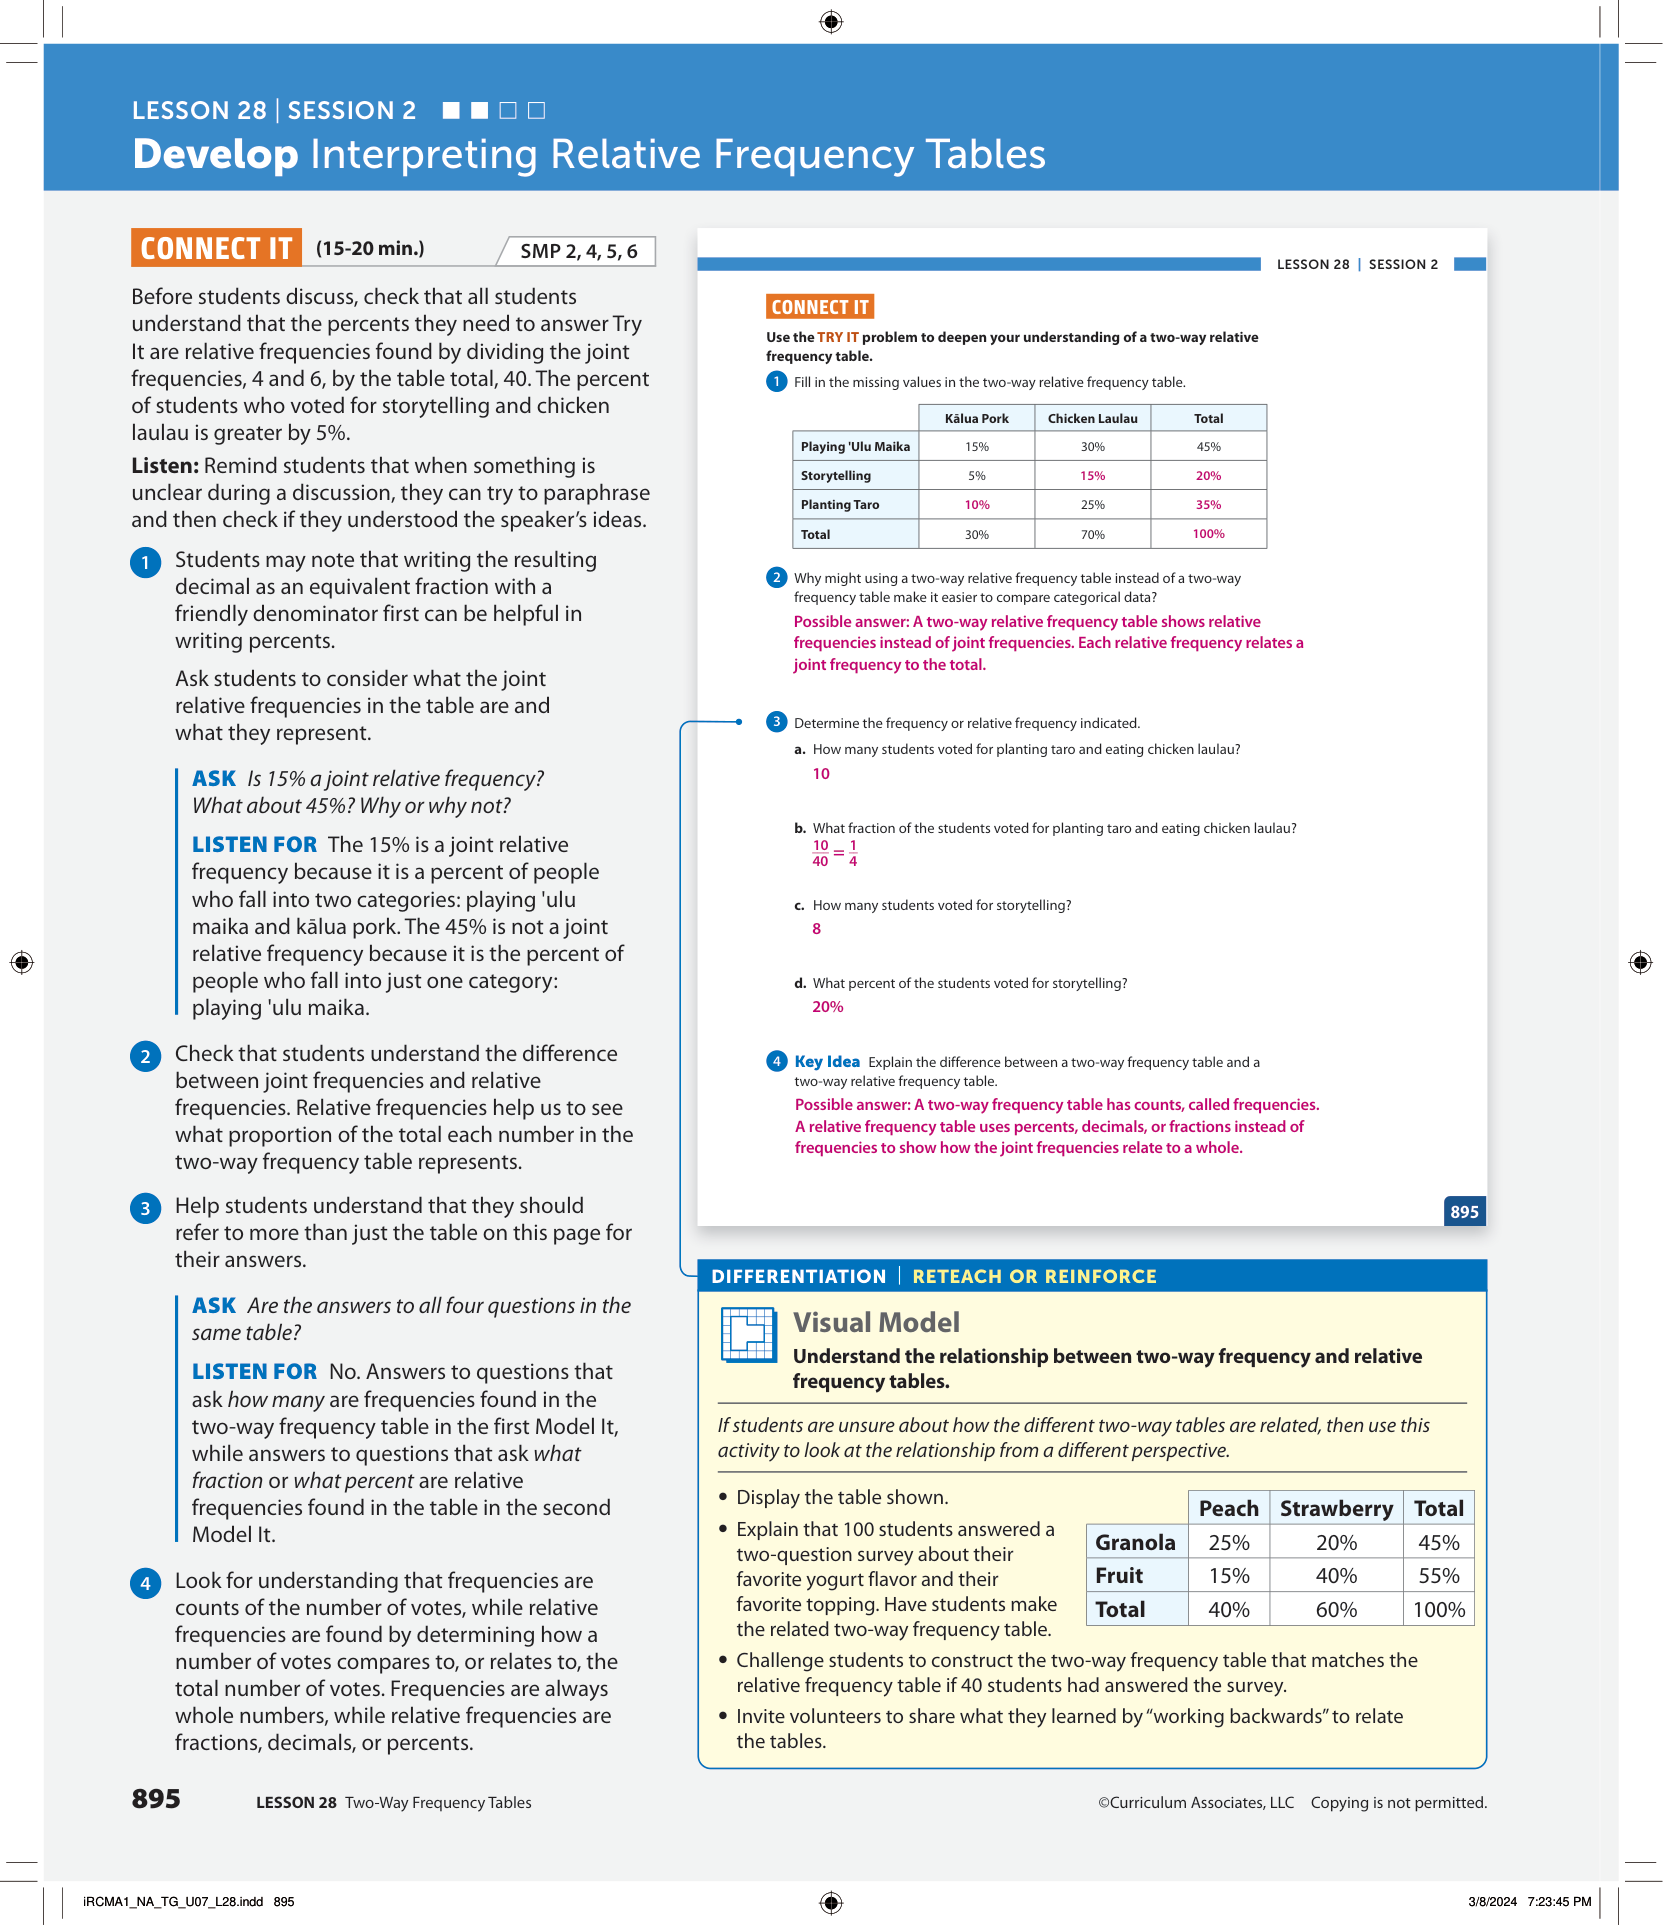 LESSON 28 | SESSION 2
Develop Interpreting Relative Frequency Tables
CONNECT IT (15-20 min.) SMP 2, 4, 5, 6
Before students discuss, check that all students
understand that the percents they need to answer Try
It are relative frequencies found by dividing the joint
frequencies, 4 and 6, by the table total, 40. The percent
of students who voted for storytelling and chicken
laulau is greater by 5%.
Listen: Remind students that when something is
unclear during a discussion, they can try to paraphrase
and then check if they understood the speaker’s ideas.
1 Students may note that writing the resulting
decimal as an equivalent fraction with a
friendly denominator first can be helpful in
writing percents.
Ask students to consider what the joint
relative frequencies in the table are and
what they represent.
ASK Is 15% a joint relative frequency?
What about 45%? Why or why not?
LISTEN FOR The 15% is a joint relative
frequency because it is a percent of people
who fall into two categories: playing 'ulu
maika and kālua pork. The 45% is not a joint
relative frequency because it is the percent of
people who fall into just one category:
playing 'ulu maika.
2 Check that students understand the difference
between joint frequencies and relative
frequencies. Relative frequencies help us to see
what proportion of the total each number in the
two-way frequency table represents.
3 Help students understand that they should
refer to more than just the table on this page for
their answers.
ASK Are the answers to all four questions in the
same table?
LISTEN FOR No. Answers to questions that
ask how many are frequencies found in the
two-way frequency table in the first Model It,
while answers to questions that ask what
fraction or what percent are relative
frequencies found in the table in the second
Model It.
4 Look for understanding that frequencies are
counts of the number of votes, while relative
frequencies are found by determining how a
number of votes compares to, or relates to, the
total number of votes. Frequencies are always
whole numbers, while relative frequencies are
fractions, decimals, or percents.
LESSON 28 | SESSION 2
CONNECT IT
Use the TRY IT problem to deepen your understanding of a two-way relative
frequency table.
1 Fill in the missing values in the two-way relative frequency table.
Kālua Pork Chicken Laulau Total
Playing 'Ulu Maika 15% 30% 45%
Storytelling 5% 15% 20%
Planting Taro 10% 25% 35%
Total 30% 70% 100%
2 Why might using a two-way relative frequency table instead of a two-way
frequency table make it easier to compare categorical data?
Possible answer: A two-way relative frequency table shows relative
frequencies instead of joint frequencies. Each relative frequency relates a
joint frequency to the total.
3 Determine the frequency or relative frequency indicated.
a. How many students voted for planting taro and eating chicken laulau?
10
b. What fraction of the students voted for planting taro and eating chicken laulau?
10/40 = 1/4
c. How many students voted for storytelling?
8
d. What percent of the students voted for storytelling?
20%
4 Key Idea Explain the difference between a two-way frequency table and a
two-way relative frequency table.
Possible answer: A two-way frequency table has counts, called frequencies.
A relative frequency table uses percents, decimals, or fractions instead of
frequencies to show how the joint frequencies relate to a whole.
895
DIFFERENTIATION | RETEACH OR REINFORCE
Visual Model
Understand the relationship between two-way frequency and relative
frequency tables.
If students are unsure about how the different two-way tables are related, then use this
activity to look at the relationship from a different perspective.
• Display the table shown.
• Explain that 100 students answered a
two-question survey about their
favorite yogurt flavor and their
favorite topping. Have students make
the related two-way frequency table.
Peach Strawberry Total
Granola 25% 20% 45%
Fruit 15% 40% 55%
Total 40% 60% 100%
• Challenge students to construct the two-way frequency table that matches the
relative frequency table if 40 students had answered the survey.
• Invite volunteers to share what they learned by “working backwards” to relate
the tables.
895 LESSON 28 Two-Way Frequency Tables
©Curriculum Associates, LLC Copying is not permitted.
iRCMA1_NA_TG_U07_L28.indd 895
3/8/2024 7:23:45 PM